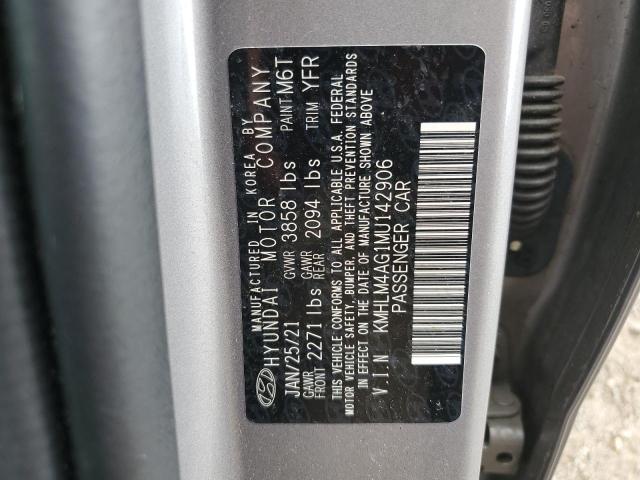 MANUFACTURED IN KOREA BY
HYUNDAI MOTOR COMPANY
JAN/25/21 GVWR 3858 lbs PAINT M6T
GAWR FRONT 2271 lbs GAWR REAR 2094 lbs TRIM YFR
THIS VEHICLE CONFORMS TO ALL APPLICABLE U.S.A. FEDERAL
MOTOR VEHICLE SAFETY, BUMPER, AND THEFT PREVENTION STANDARDS
IN EFFECT ON THE DATE OF MANUFACTURE SHOWN ABOVE
V.I.N KMHLM4AG1MU142906
PASSENGER CAR